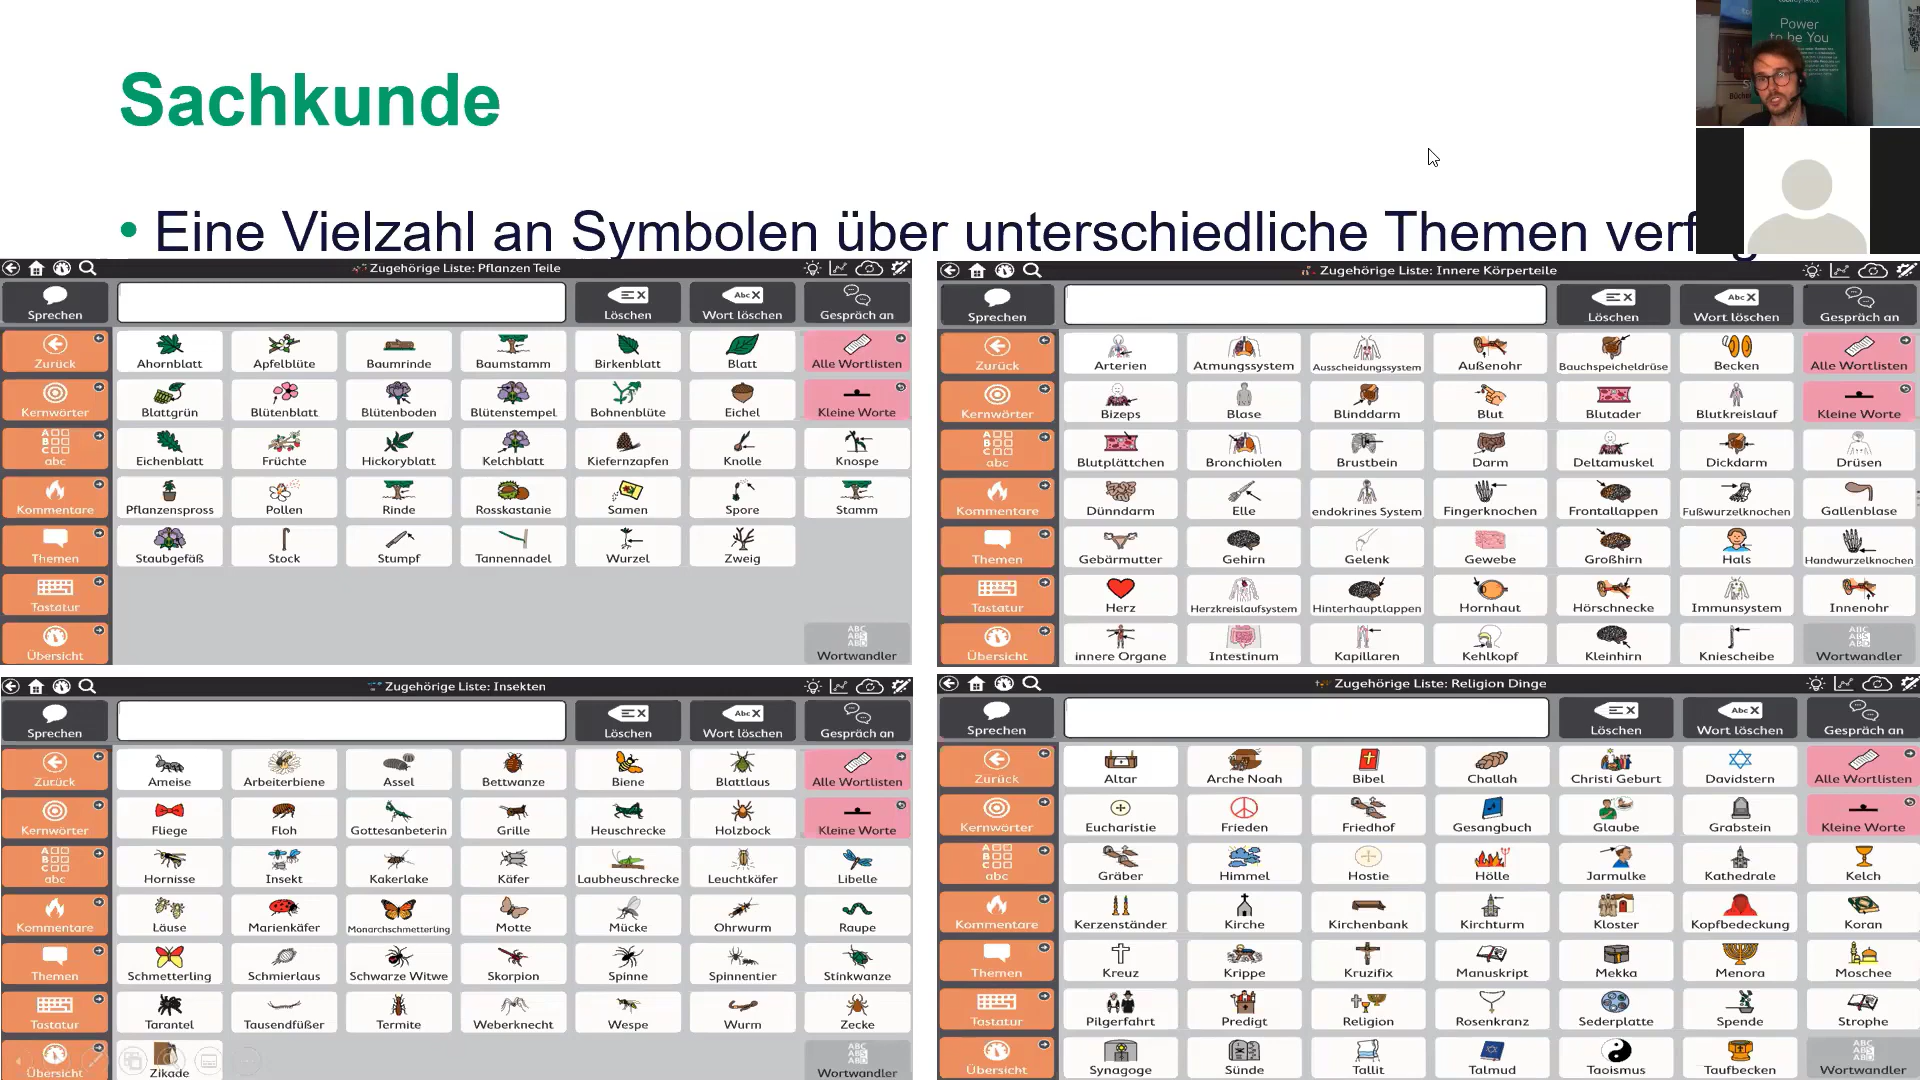 Sachkunde
Power
to be You
• Eine Vielzahl an Symbolen über unterschiedliche Themen verf
Zugehörige Liste: Pflanzen Teile
Sprechen Löschen Wort löschen Gespräch an
Zurück Ahornblatt Apfelblüte Baumrinde Baumstamm Birkenblatt Blatt Alle Wortlisten
Kernwörter Blattgrün Blütenblatt Blütenboden Blütenstempel Bohnenblüte Eichel Kleine Worte
abc Eichenblatt Früchte Hickoryblatt Kelchblatt Kiefernzapfen Knolle Knospe
Kommentare Pflanzenspross Pollen Rinde Rosskastanie Samen Spore Stamm
Themen Staubgefäß Stock Stumpf Tannennadel Wurzel Zweig
Tastatur
Übersicht Wortwandler
Zugehörige Liste: Innere Körperteile
Sprechen Löschen Wort löschen Gespräch an
Zurück Arterien Atmungssystem Ausscheidungssystem Außenohr Bauchspeicheldrüse Becken Alle Wortlisten
Kernwörter Bizeps Blase Blinddarm Blut Blutader Blutkreislauf Kleine Worte
abc Blutplättchen Bronchiolen Brustbein Darm Deltamuskel Dickdarm Drüsen
Kommentare Dünndarm Elle endokrines System Fingerknochen Frontallappen Fußwurzelknochen Gallenblase
Themen Gebärmutter Gehirn Gelenk Gewebe Großhirn Hals Handwurzelknochen
Tastatur Herz Herzkreislaufsystem Hinterhauptlappen Hornhaut Hörschnecke Immunsystem Innenohr
Übersicht innere Organe Intestinum Kapillaren Kehlkopf Kleinhirn Kniescheibe Wortwandler
Zugehörige Liste: Insekten
Sprechen Löschen Wort löschen Gespräch an
Zurück Ameise Arbeiterbiene Assel Bettwanze Biene Blattlaus Alle Wortlisten
Kernwörter Fliege Floh Gottesanbeterin Grille Heuschrecke Holzbock Kleine Worte
abc Hornisse Insekt Kakerlake Käfer Laubheuschrecke Leuchtkäfer Libelle
Kommentare Läuse Marienkäfer Monarchschmetterling Motte Mücke Ohrwurm Raupe
Themen Schmetterling Schmierlaus Schwarze Witwe Skorpion Spinne Spinnentier Stinkwanze
Tastatur Tarantel Tausendfüßer Termite Weberknecht Wespe Wurm Zecke
Übersicht Zikade Wortwandler
Zugehörige Liste: Religion Dinge
Sprechen Löschen Wort löschen Gespräch an
Zurück Altar Arche Noah Bibel Challah Christi Geburt Davidstern Alle Wortlisten
Kernwörter Eucharistie Frieden Friedhof Gesangbuch Glaube Grabstein Kleine Worte
abc Gräber Himmel Hostie Hölle Jarmulke Kathedrale Kelch
Kommentare Kerzenständer Kirche Kirchenbank Kirchturm Kloster Kopfbedeckung Koran
Themen Kreuz Krippe Kruzifix Manuskript Mekka Menora Moschee
Tastatur Pilgerfahrt Predigt Religion Rosenkranz Sederplatte Spende Strophe
Übersicht Synagoge Sünde Tallit Talmud Taoismus Taufbecken Wortwandler